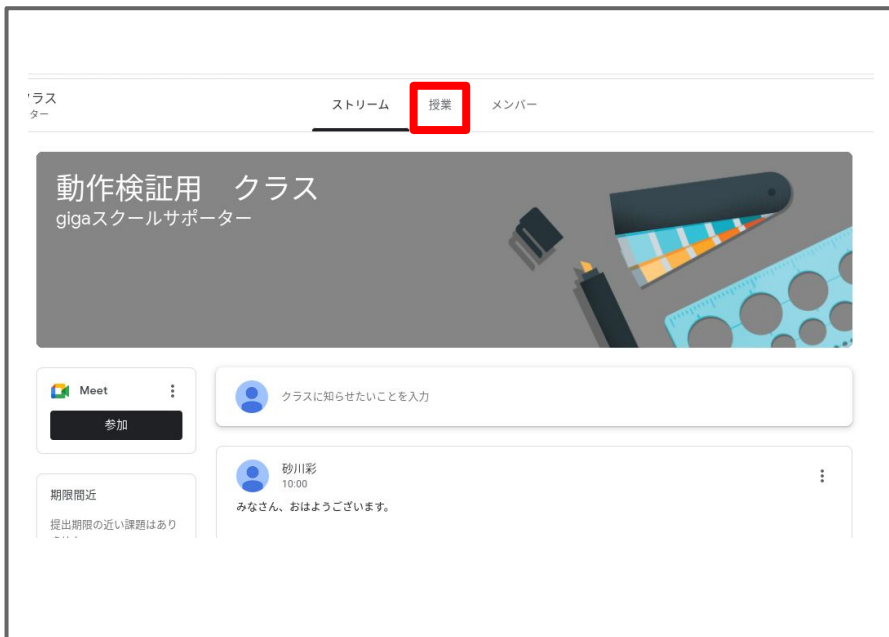 ラス
ター
ストリーム 授業 メンバー
動作検証用 クラス
gigaスクールサポーター
Meet
参加
クラスに知らせたいことを入力
砂川彩
10:00
みなさん、おはようございます。
期限間近
提出期限の近い課題はあり